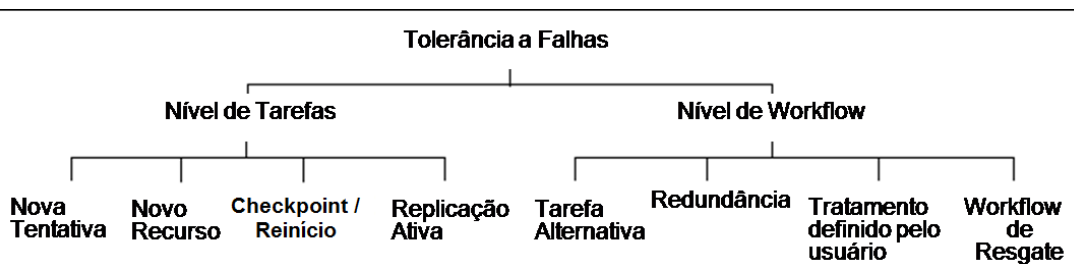 Tolerância a Falhas
Nível de Tarefas
Nível de Workflow
Nova
Tentativa
Novo
Recurso
Checkpoint /
Reinício
Replicação
Ativa
Tarefa
Alternativa
Redundância
Tratamento
definido pelo
usuário
Workflow
de
Resgate